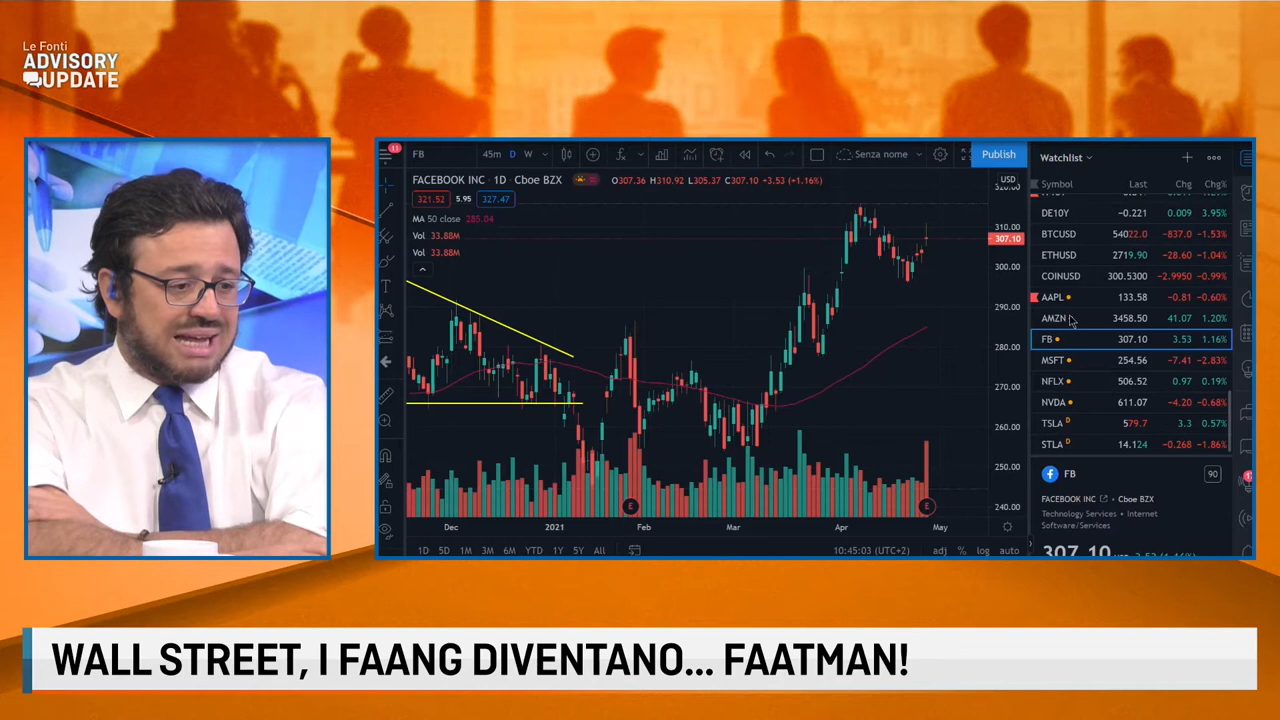 Le Fonti
ADVISORY
UPDATE
11
FB
45m D W
Senza nome
Publish
FACEBOOK INC · 1D · Cboe BZX
O307.36 H310.92 L305.37 C307.10 +3.53 (+1.16%)
USD
321.52 5.95 327.47
MA 50 close 285.04
Vol 33.88M
Vol 33.88M
310.00
307.10
300.00
290.00
280.00
270.00
260.00
250.00
240.00
E
E
Dec 2021 Feb Mar Apr May
1D 5D 1M 3M 6M YTD 1Y 5Y All
10:45:03 (UTC+2) adj % log auto
Watchlist
Symbol Last Chg Chg%
DE10Y −0.221 0.009 3.95%
BTCUSD 54022.0 −837.0 −1.53%
ETHUSD 2719.90 −28.60 −1.04%
COINUSD 300.5300 −2.9950 −0.99%
AAPL 133.58 −0.81 −0.60%
AMZN 3458.50 41.07 1.20%
FB 307.10 3.53 1.16%
MSFT 254.56 −7.41 −2.83%
NFLX 506.52 0.97 0.19%
NVDA 611.07 −4.20 −0.68%
TSLA D 579.7 3.3 0.57%
STLA D 14.124 −0.268 −1.86%
FB
90
FACEBOOK INC • Cboe BZX
Technology Services • Internet
Software/Services
307.10
WALL STREET, I FAANG DIVENTANO... FAATMAN!